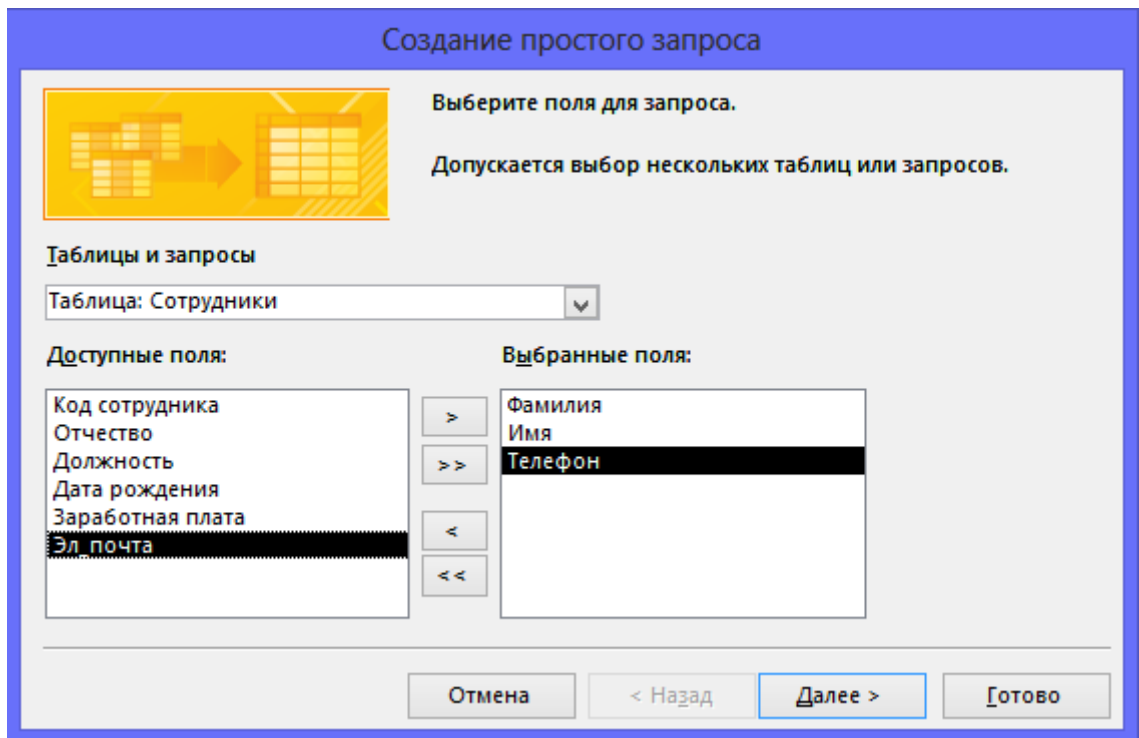 Создание простого запроса
Выберите поля для запроса.
Допускается выбор нескольких таблиц или запросов.
Таблицы и запросы
Таблица: Сотрудники
Доступные поля:
Код сотрудника
Отчество
Должность
Дата рождения
Заработная плата
Эл_почта
>
>>
<
<<
Выбранные поля:
Фамилия
Имя
Телефон
Отмена
< Назад
Далее >
Готово